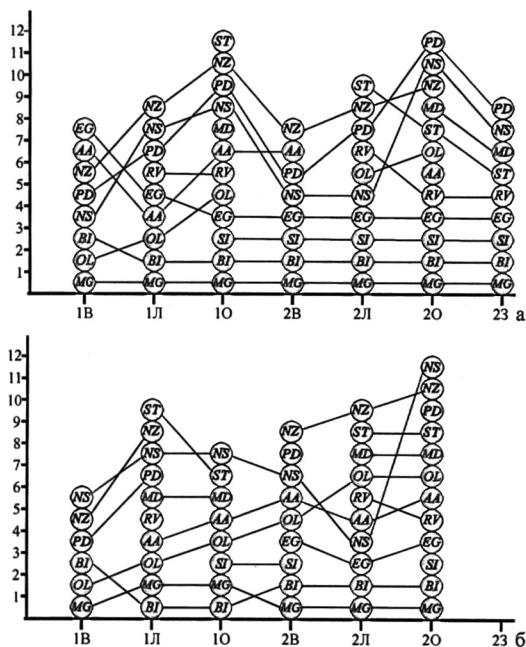 12
ST PD
11
NZ NS
10
PD ST NZ
9
NZ NS NZ MD PD
8
EG NS MD NZ PD ST NS
7
AA PD AA AA RV OL MD
6
NZ RV RV PD OL AA ST
5
PD EG OL NS NS RV RV
4
NS AA EG EG EG EG EG
3
BI OL SI SI SI SI SI
2
OL BI BI BI BI BI BI
1
MG MG MG MG MG MG MG
1В 1Л 1О 2В 2Л 2О 23 а
12
NS
11
NZ
10
ST NZ PD
9
NZ NZ ST ST
8
NS NS PD MD MD
7
PD ST NS OL OL
6
NS MD MD AA RV AA
5
NZ RV AA OL AA RV
4
PD AA OL EG NS EG
3
BI OL SI SI EG SI
2
OL MG MG BI BI BI
1
MG BI BI MG MG MG
1В 1Л 1О 2В 2Л 2О 23 б